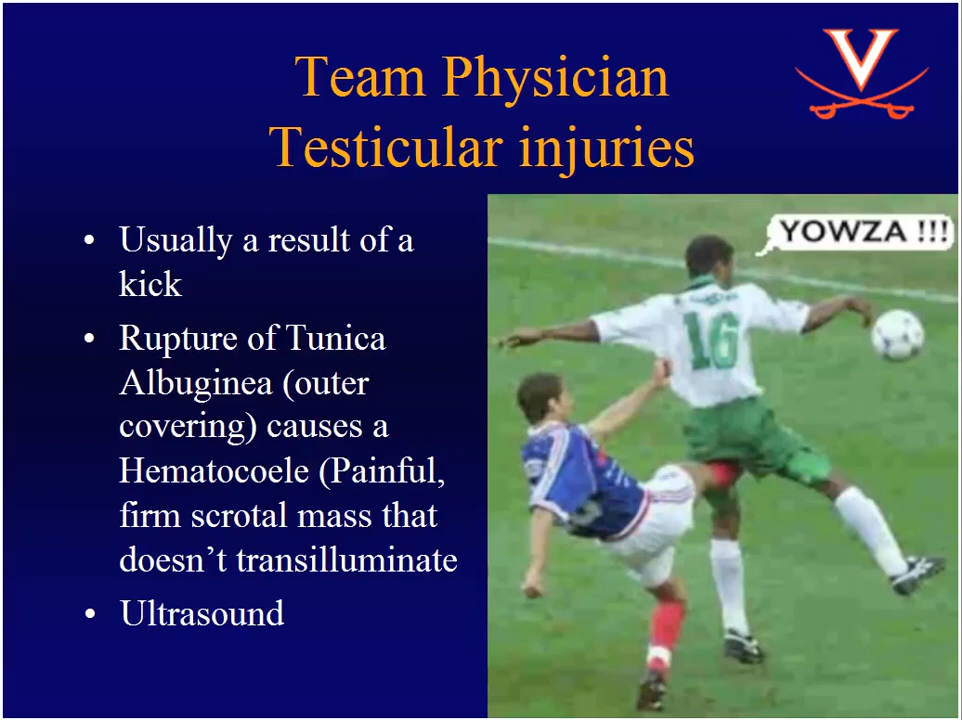 Team Physician
Testicular injuries
• Usually a result of a
kick
• Rupture of Tunica
Albuginea (outer
covering) causes a
Hematocoele (Painful,
firm scrotal mass that
doesn’t transilluminate
• Ultrasound
YOWZA !!!
16
V